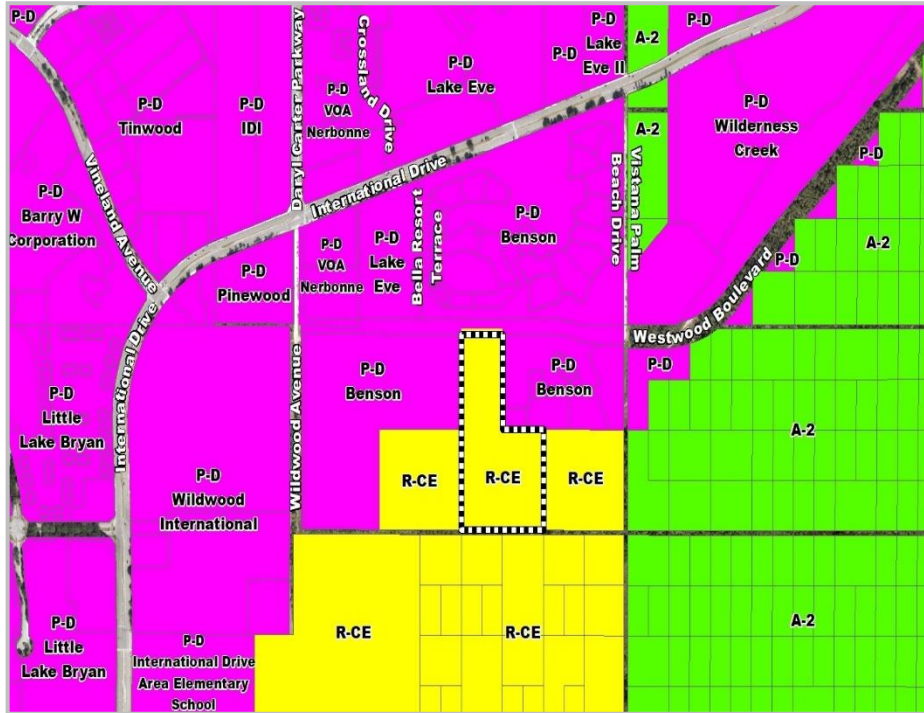 P-D
P-D
Tinwood
P-D
IDI
Daryl Carter Parkway
Crossland Drive
P-D
VOA
Nerbonne
P-D
Lake Eve
P-D
P-D
Lake
Eve II
A-2
P-D
A-2
P-D
Wilderness
Creek
P-D
Vineland Avenue
P-D
Barry W
Corporation
International Drive
P-D
Pinewood
P-D
VOA
Nerbonne
P-D
Lake
Eve
Bella Resort
Terrace
P-D
Benson
Vistana Palm
Beach Drive
P-D
A-2
Westwood Boulevard
P-D
International Drive
P-D
Little
Lake Bryan
P-D
Wildwood
International
Wildwood Avenue
P-D
Benson
P-D
Benson
R-CE
R-CE
R-CE
A-2
P-D
Little
Lake Bryan
P-D
International Drive
Area Elementary
School
R-CE
R-CE
A-2